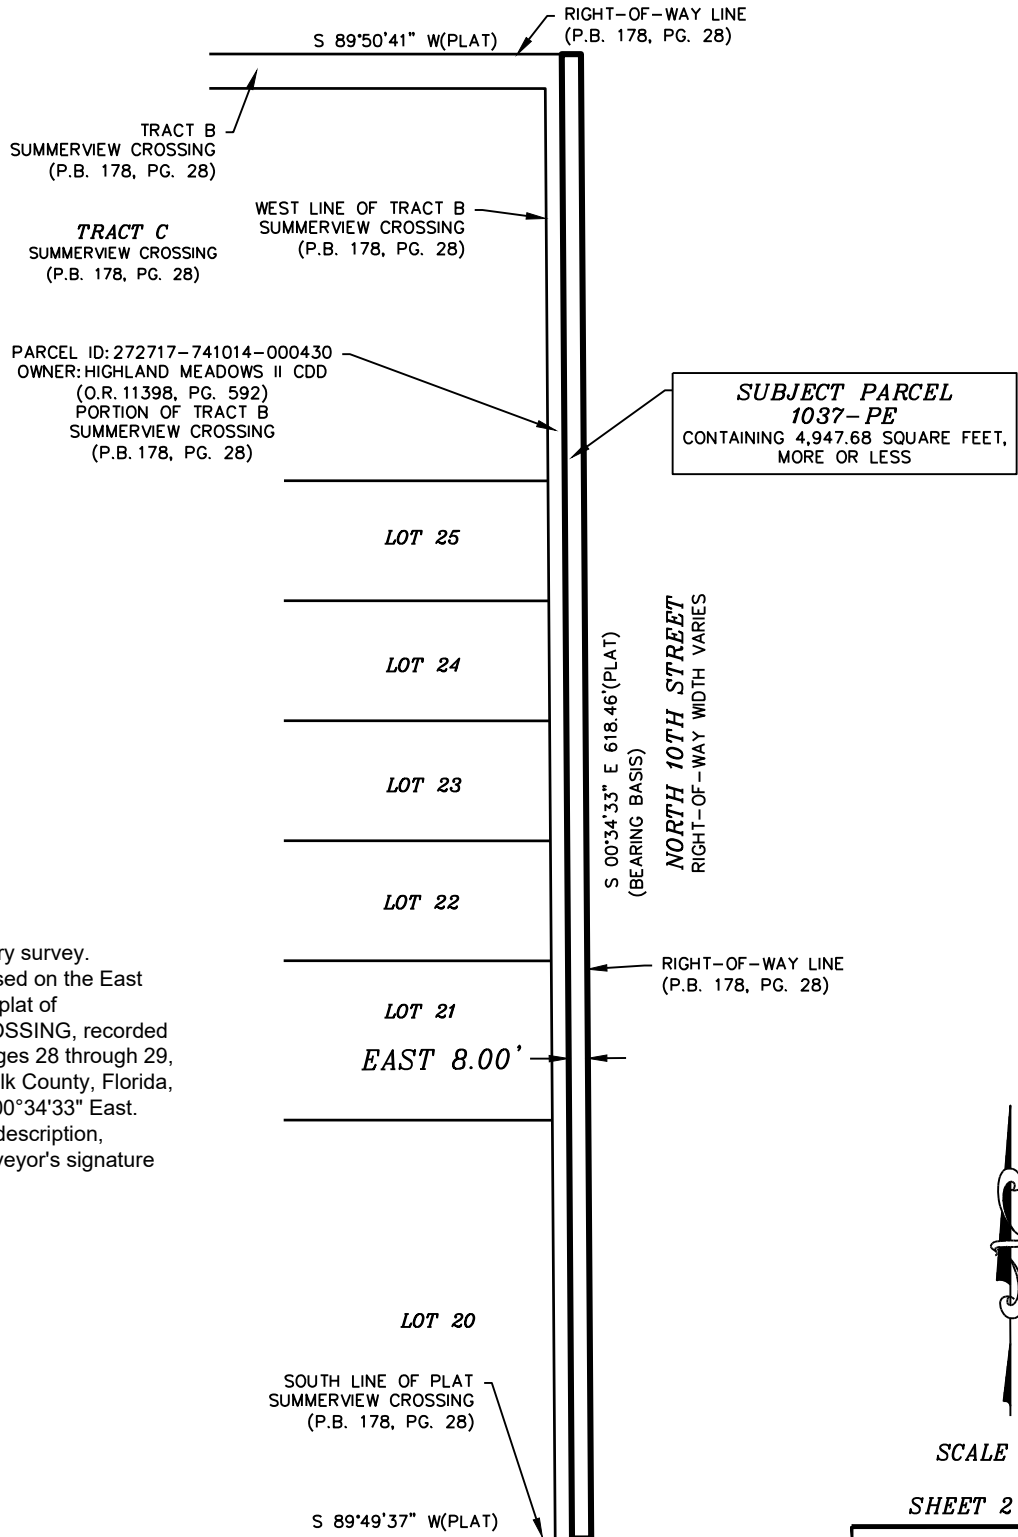 RIGHT-OF-WAY LINE
(P.B. 178, PG. 28)
S 89°50'41" W(PLAT)
TRACT B
SUMMERVIEW CROSSING
(P.B. 178, PG. 28)
WEST LINE OF TRACT B
SUMMERVIEW CROSSING
(P.B. 178, PG. 28)
TRACT C
SUMMERVIEW CROSSING
(P.B. 178, PG. 28)
PARCEL ID: 272717-741014-000430
OWNER: HIGHLAND MEADOWS II CDD
(O.R. 11398, PG. 592)
PORTION OF TRACT B
SUMMERVIEW CROSSING
(P.B. 178, PG. 28)
SUBJECT PARCEL
1037-PE
CONTAINING 4,947.68 SQUARE FEET,
MORE OR LESS
LOT 25
LOT 24
LOT 23
LOT 22
LOT 21
S 00°34'33" E 618.46'(PLAT)
(BEARING BASIS)
NORTH 10TH STREET
RIGHT-OF-WAY WIDTH VARIES
RIGHT-OF-WAY LINE
(P.B. 178, PG. 28)
EAST 8.00'
ry survey.
sed on the East
plat of
OSSING, recorded
ges 28 through 29,
lk County, Florida,
00°34'33" East.
description,
veyor's signature
LOT 20
SOUTH LINE OF PLAT
SUMMERVIEW CROSSING
(P.B. 178, PG. 28)
S 89°49'37" W(PLAT)
SCALE
SHEET 2